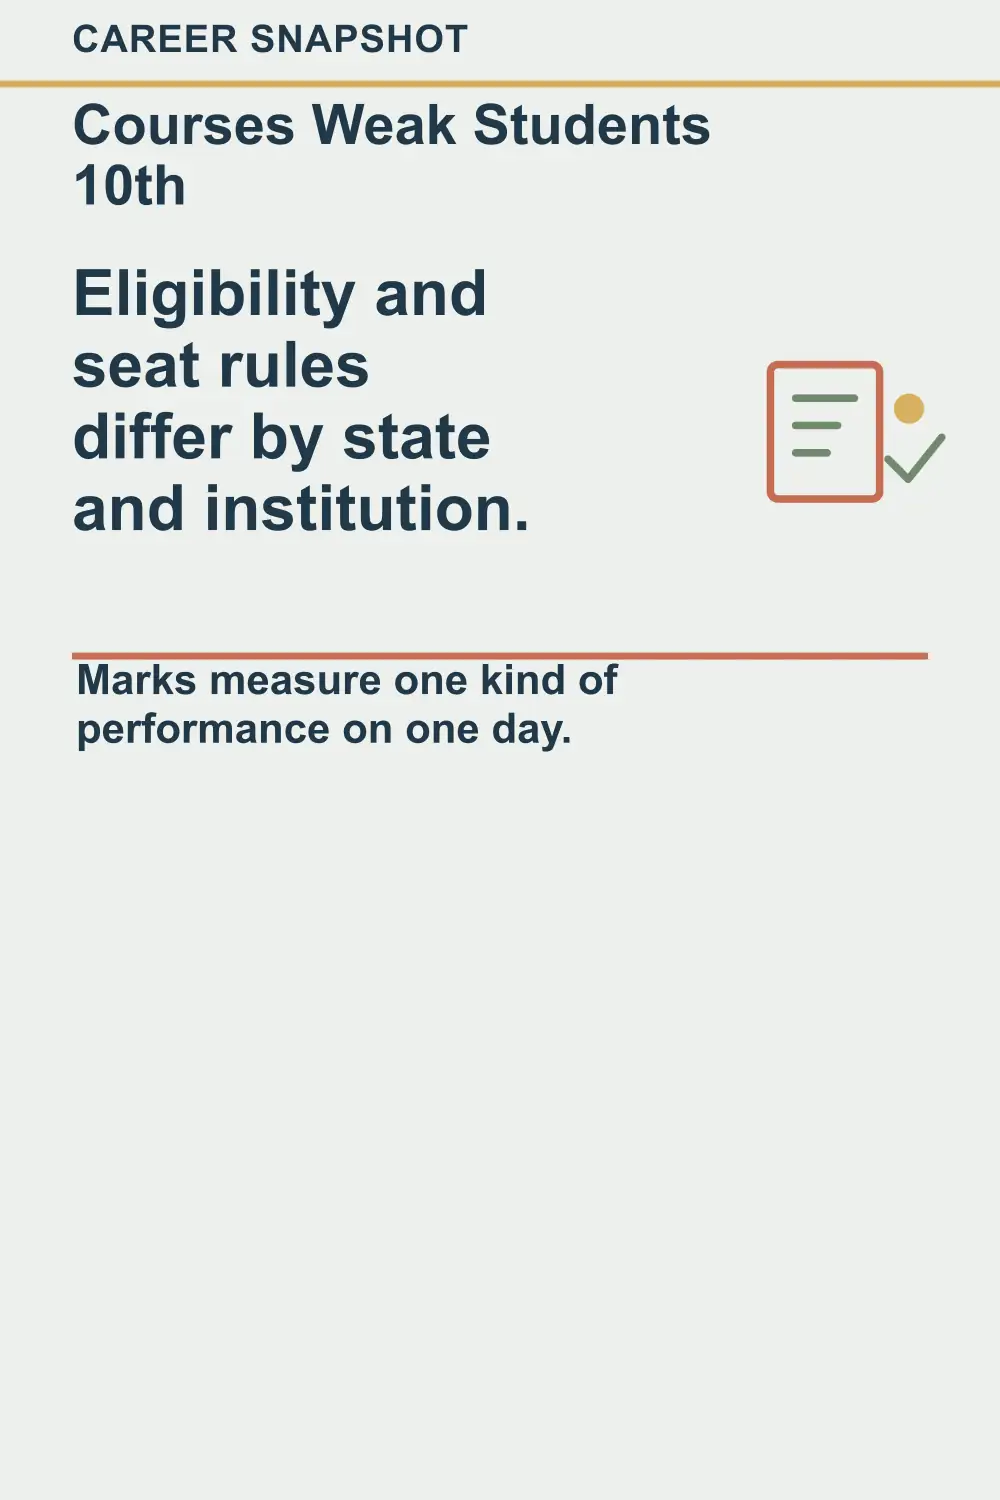 CAREER SNAPSHOT
Courses Weak Students
10th
Eligibility and
seat rules
differ by state
and institution.
Marks measure one kind of
performance on one day.